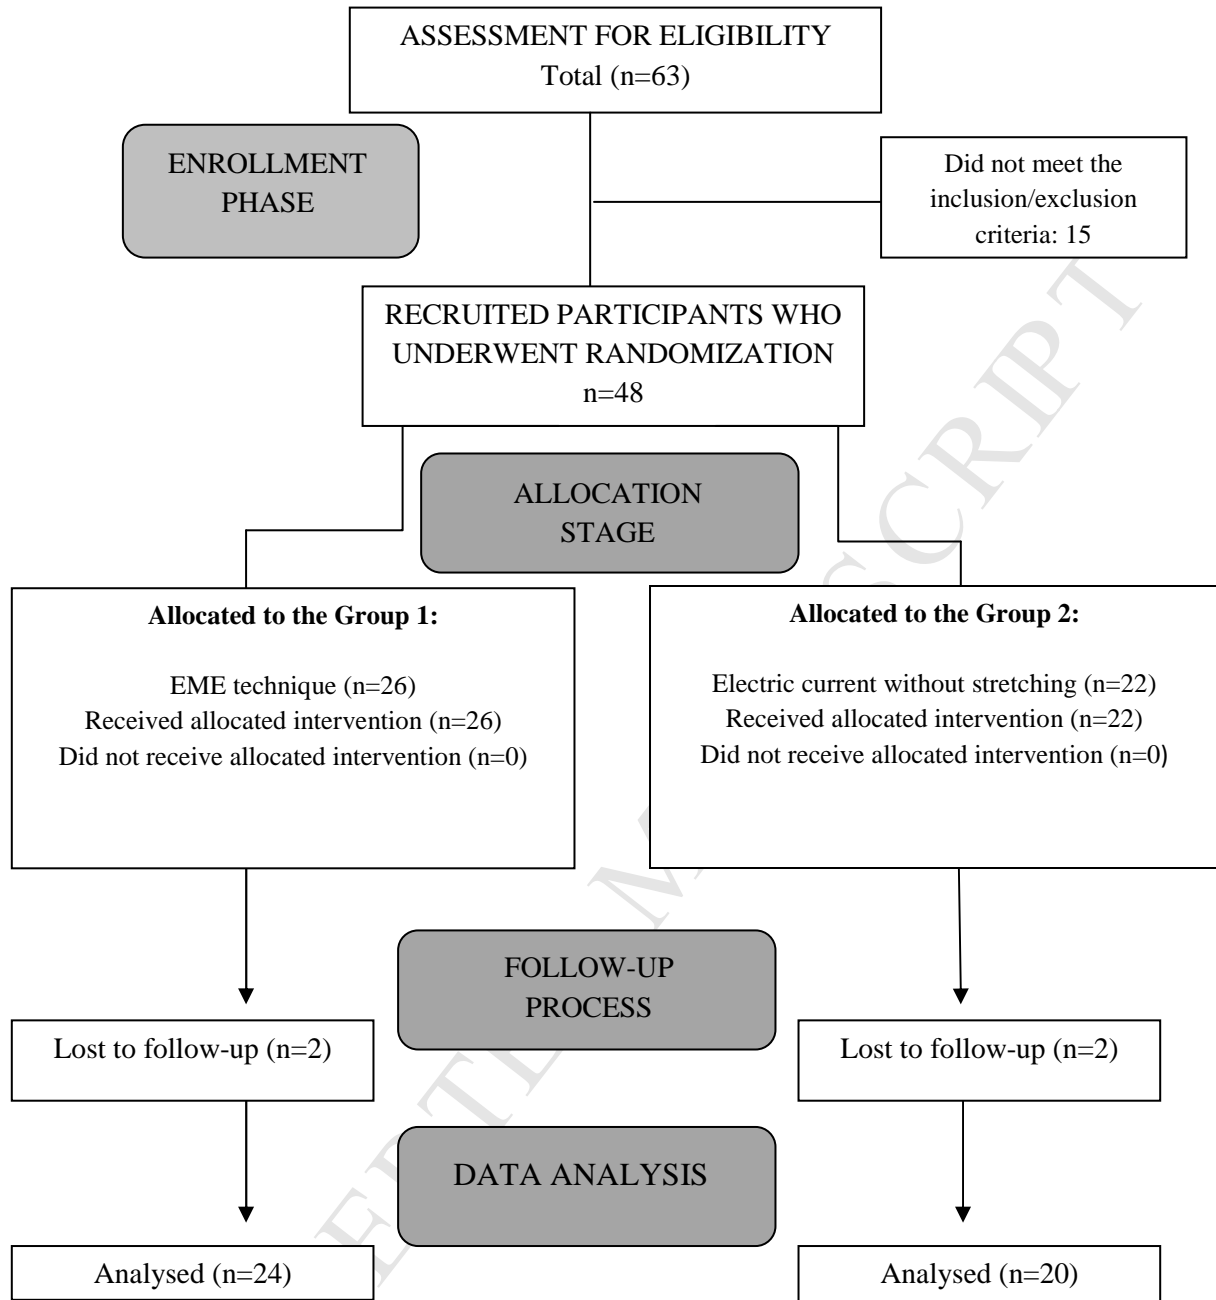 ASSESSMENT FOR ELIGIBILITY
Total (n=63)
ENROLLMENT
PHASE
Did not meet the
inclusion/exclusion
criteria: 15
RECRUITED PARTICIPANTS WHO
UNDERWENT RANDOMIZATION
n=48
ALLOCATION
STAGE
Allocated to the Group 1:
EME technique (n=26)
Received allocated intervention (n=26)
Did not receive allocated intervention (n=0)
Allocated to the Group 2:
Electric current without stretching (n=22)
Received allocated intervention (n=22)
Did not receive allocated intervention (n=0)
FOLLOW-UP
PROCESS
Lost to follow-up (n=2)
Lost to follow-up (n=2)
DATA ANALYSIS
Analysed (n=24)
Analysed (n=20)